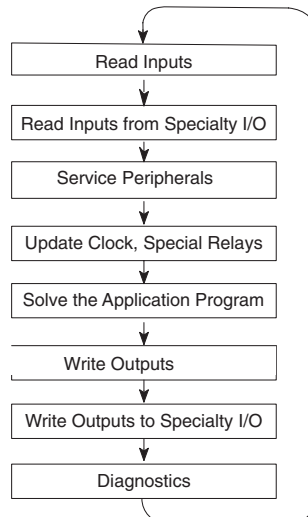 Read Inputs
Read Inputs from Specialty I/O
Service Peripherals
Update Clock, Special Relays
Solve the Application Program
Write Outputs
Write Outputs to Specialty I/O
Diagnostics